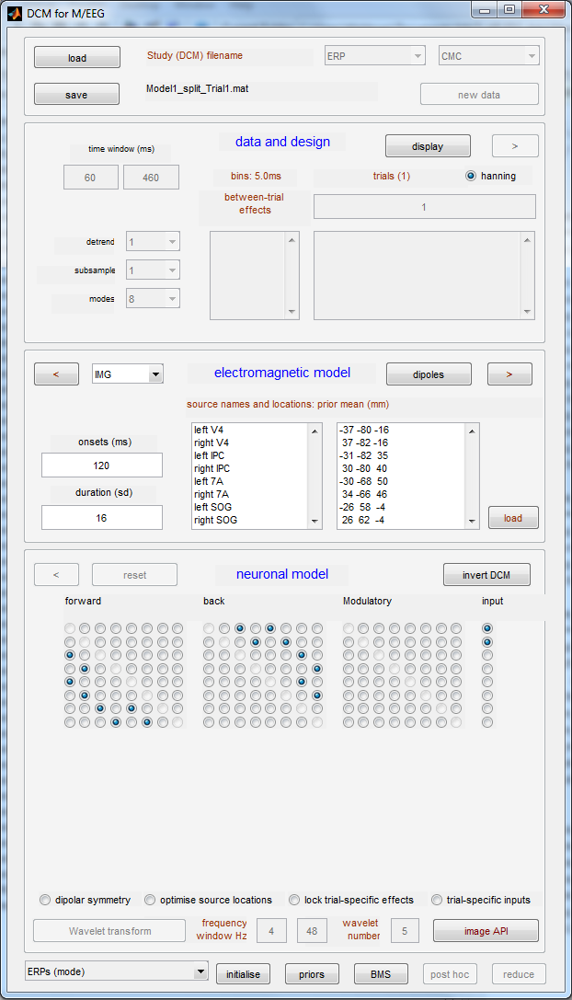 DCM for M/EEG
load
Study (DCM) filename
ERP
CMC
save
Model1_split_Trial1.mat
new data
data and design
time window (ms)
display
>
60
460
bins: 5.0ms
trials (1)
hanning
between-trial
effects
1
detrend
1
subsample
1
modes
8
<
IMG
electromagnetic model
dipoles
>
source names and locations: prior mean (mm)
onsets (ms)
120
duration (sd)
16
left V4
right V4
left IPC
right IPC
left 7A
right 7A
left SOG
right SOG
-37 -80 -16
37 -82 -16
-31 -82 35
30 -80 40
-30 -68 50
34 -66 46
-26 58 -4
26 62 -4
load
<
reset
neuronal model
invert DCM
forward
back
Modulatory
input
dipolar symmetry
optimise source locations
lock trial-specific effects
trial-specific inputs
Wavelet transform
frequency
window Hz
4
48
wavelet
number
5
image API
ERPs (mode)
initialise
priors
BMS
post hoc
reduce